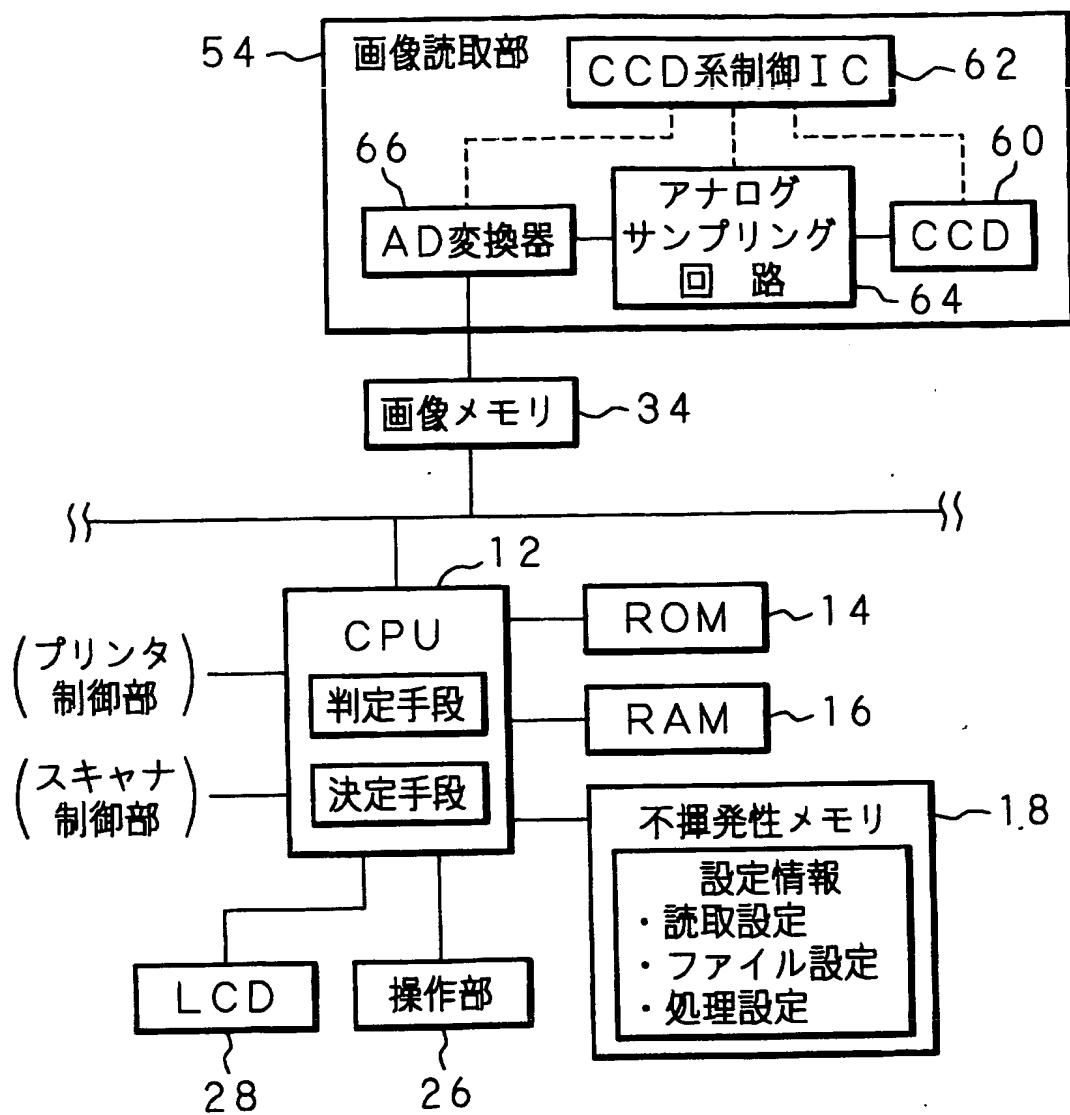 54
画像読取部
CCD系制御IC
62
66
60
AD変換器
アナログ
サンプリング
回 路
CCD
64
画像メモリ
34
12
CPU
判定手段
決定手段
(プリンタ
制御部)
(スキャナ
制御部)
ROM
14
RAM
16
不揮発性メモリ
18
設定情報
・読取設定
・ファイル設定
・処理設定
LCD
操作部
28
26